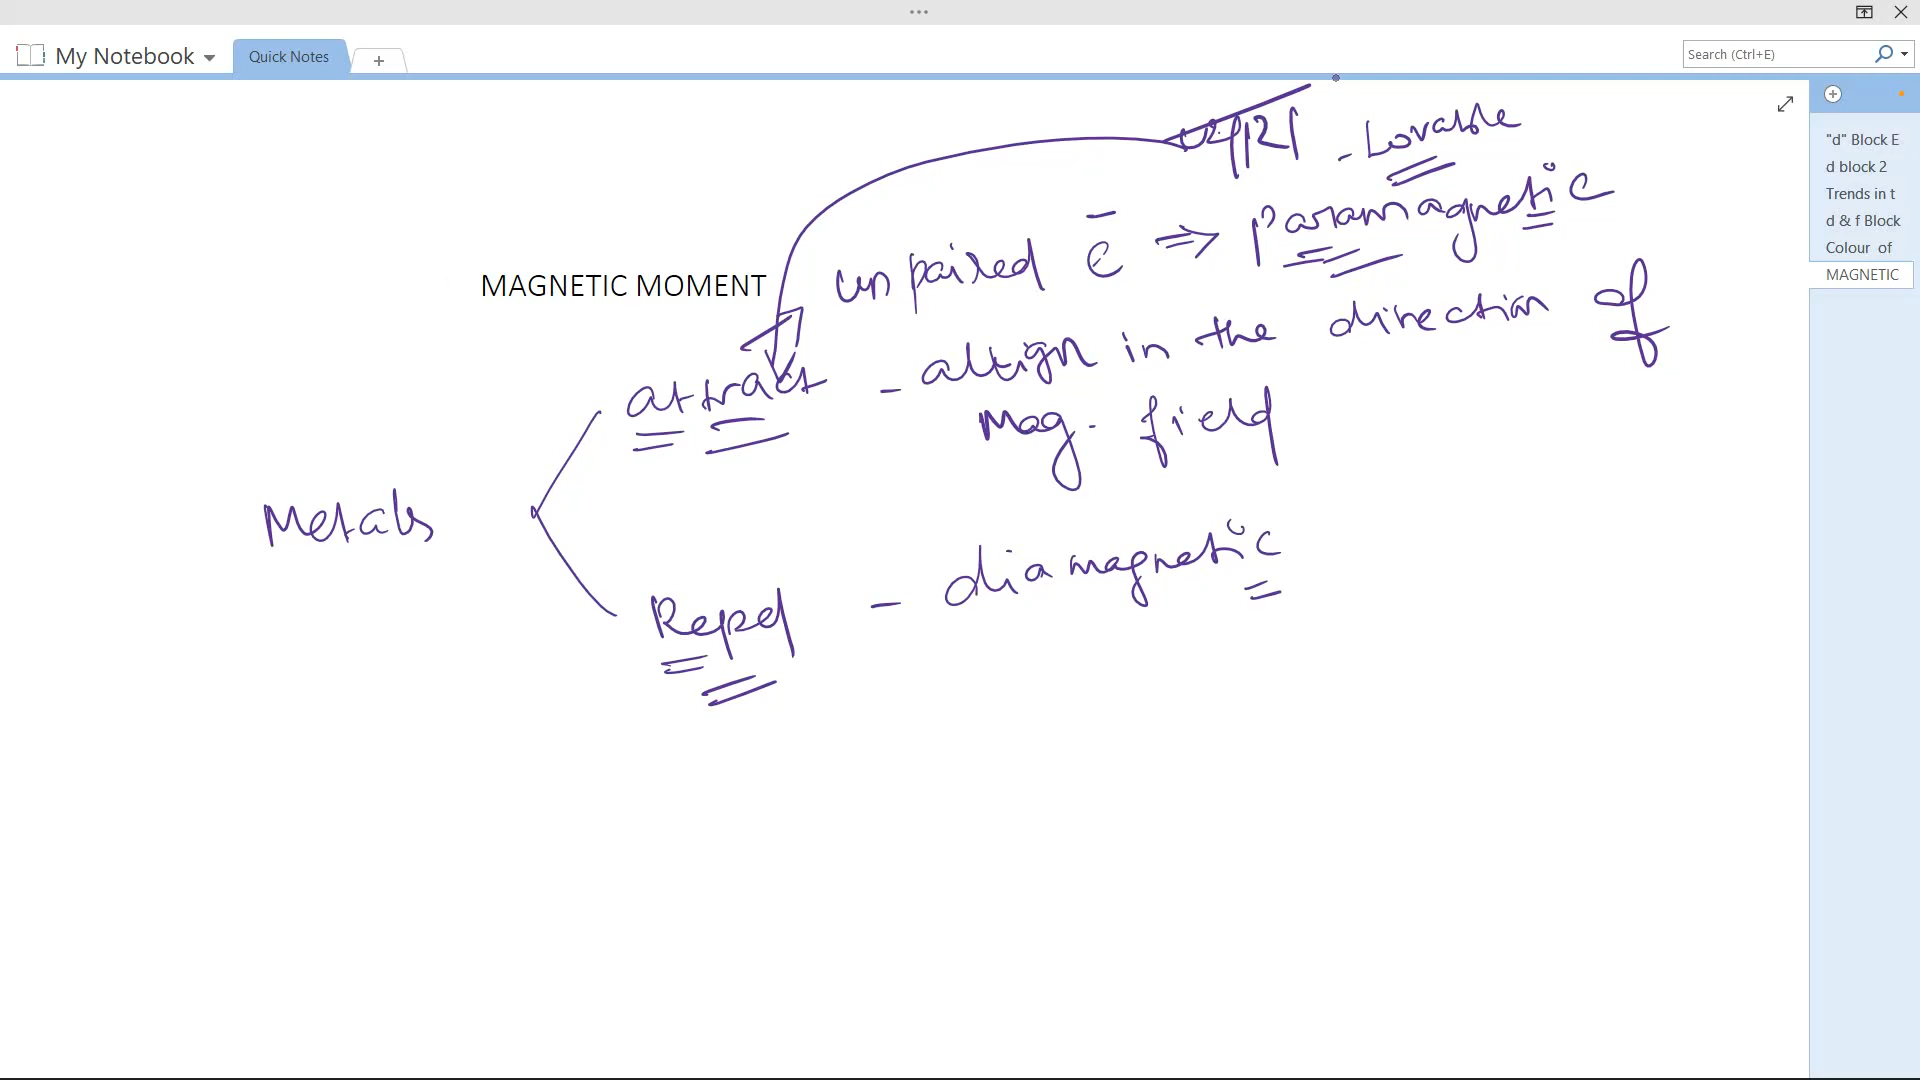 My Notebook
Quick Notes
Search (Ctrl+E)
"d" Block E
d block 2
Trends in t
d & f Block
Colour of
MAGNETIC
- Lovable
MAGNETIC MOMENT
unpaired e̅ ⇒ Paramagnetic
attract - allign in the direction of
Mag. field
Metals
Repel - diamagnetic